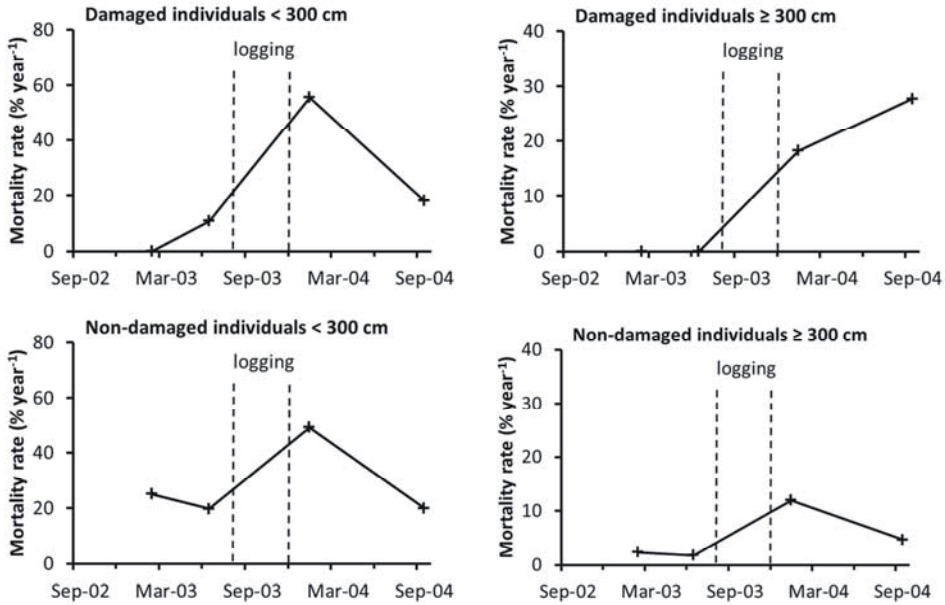 Damaged individuals < 300 cm
Mortality rate (% year⁻¹)
80
60
40
20
0
logging
Sep-02 Mar-03 Sep-03 Mar-04 Sep-04
Damaged individuals ≥ 300 cm
Mortality rate (% year⁻¹)
40
30
20
10
0
logging
Sep-02 Mar-03 Sep-03 Mar-04 Sep-04
Non-damaged individuals < 300 cm
Mortality rate (% year⁻¹)
80
60
40
20
0
logging
Sep-02 Mar-03 Sep-03 Mar-04 Sep-04
Non-damaged individuals ≥ 300 cm
Mortality rate (% year⁻¹)
40
30
20
10
0
logging
Sep-02 Mar-03 Sep-03 Mar-04 Sep-04